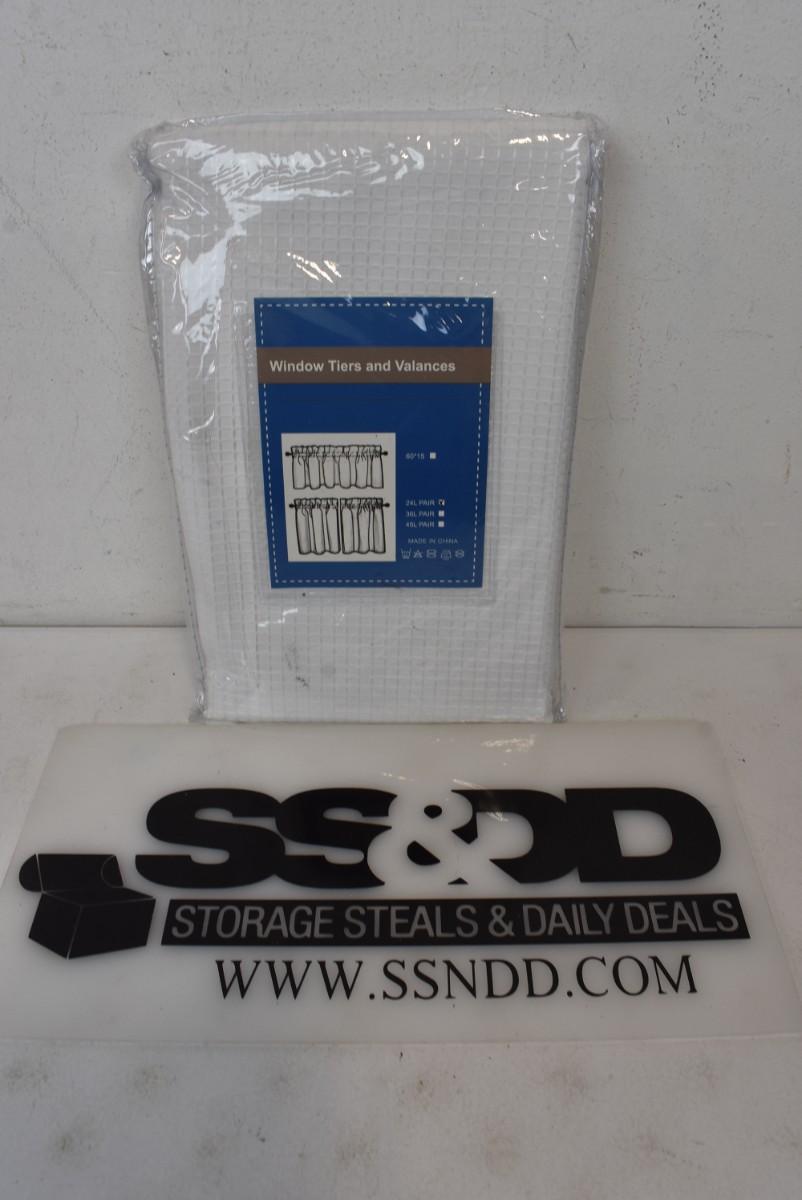 Window Tiers and Valances
60*15
24L PAIR
36L PAIR
45L PAIR
MADE IN CHINA
SS&DD
STORAGE STEALS & DAILY DEALS
WWW.SSNDD.COM